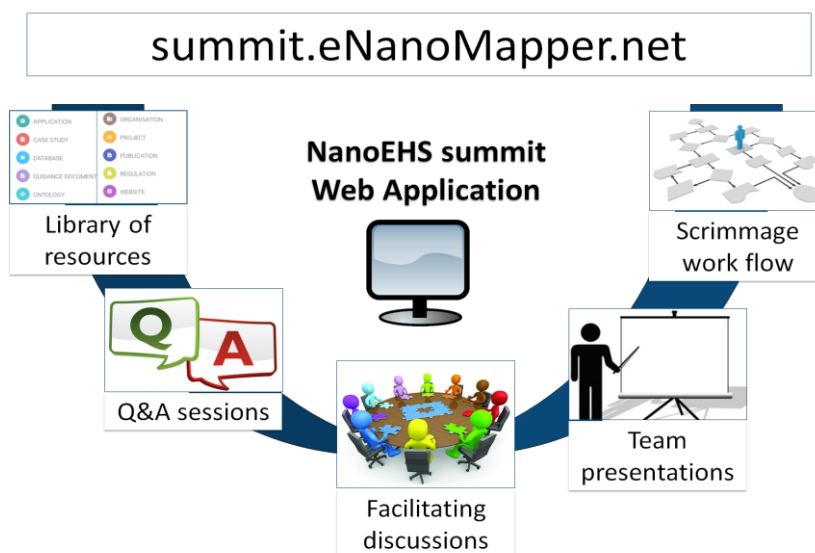 summit.eNanoMapper.net
APPLICATION
CASE STUDY
DATABASE
GUIDANCE DOCUMENT
ONTOLOGY
ORGANISATION
PROJECT
PUBLICATION
REGULATION
WEBSITE
Library of
resources
NanoEHS summit
Web Application
Scrimmage
work flow
Q A
Q&A sessions
Team
presentations
Facilitating
discussions